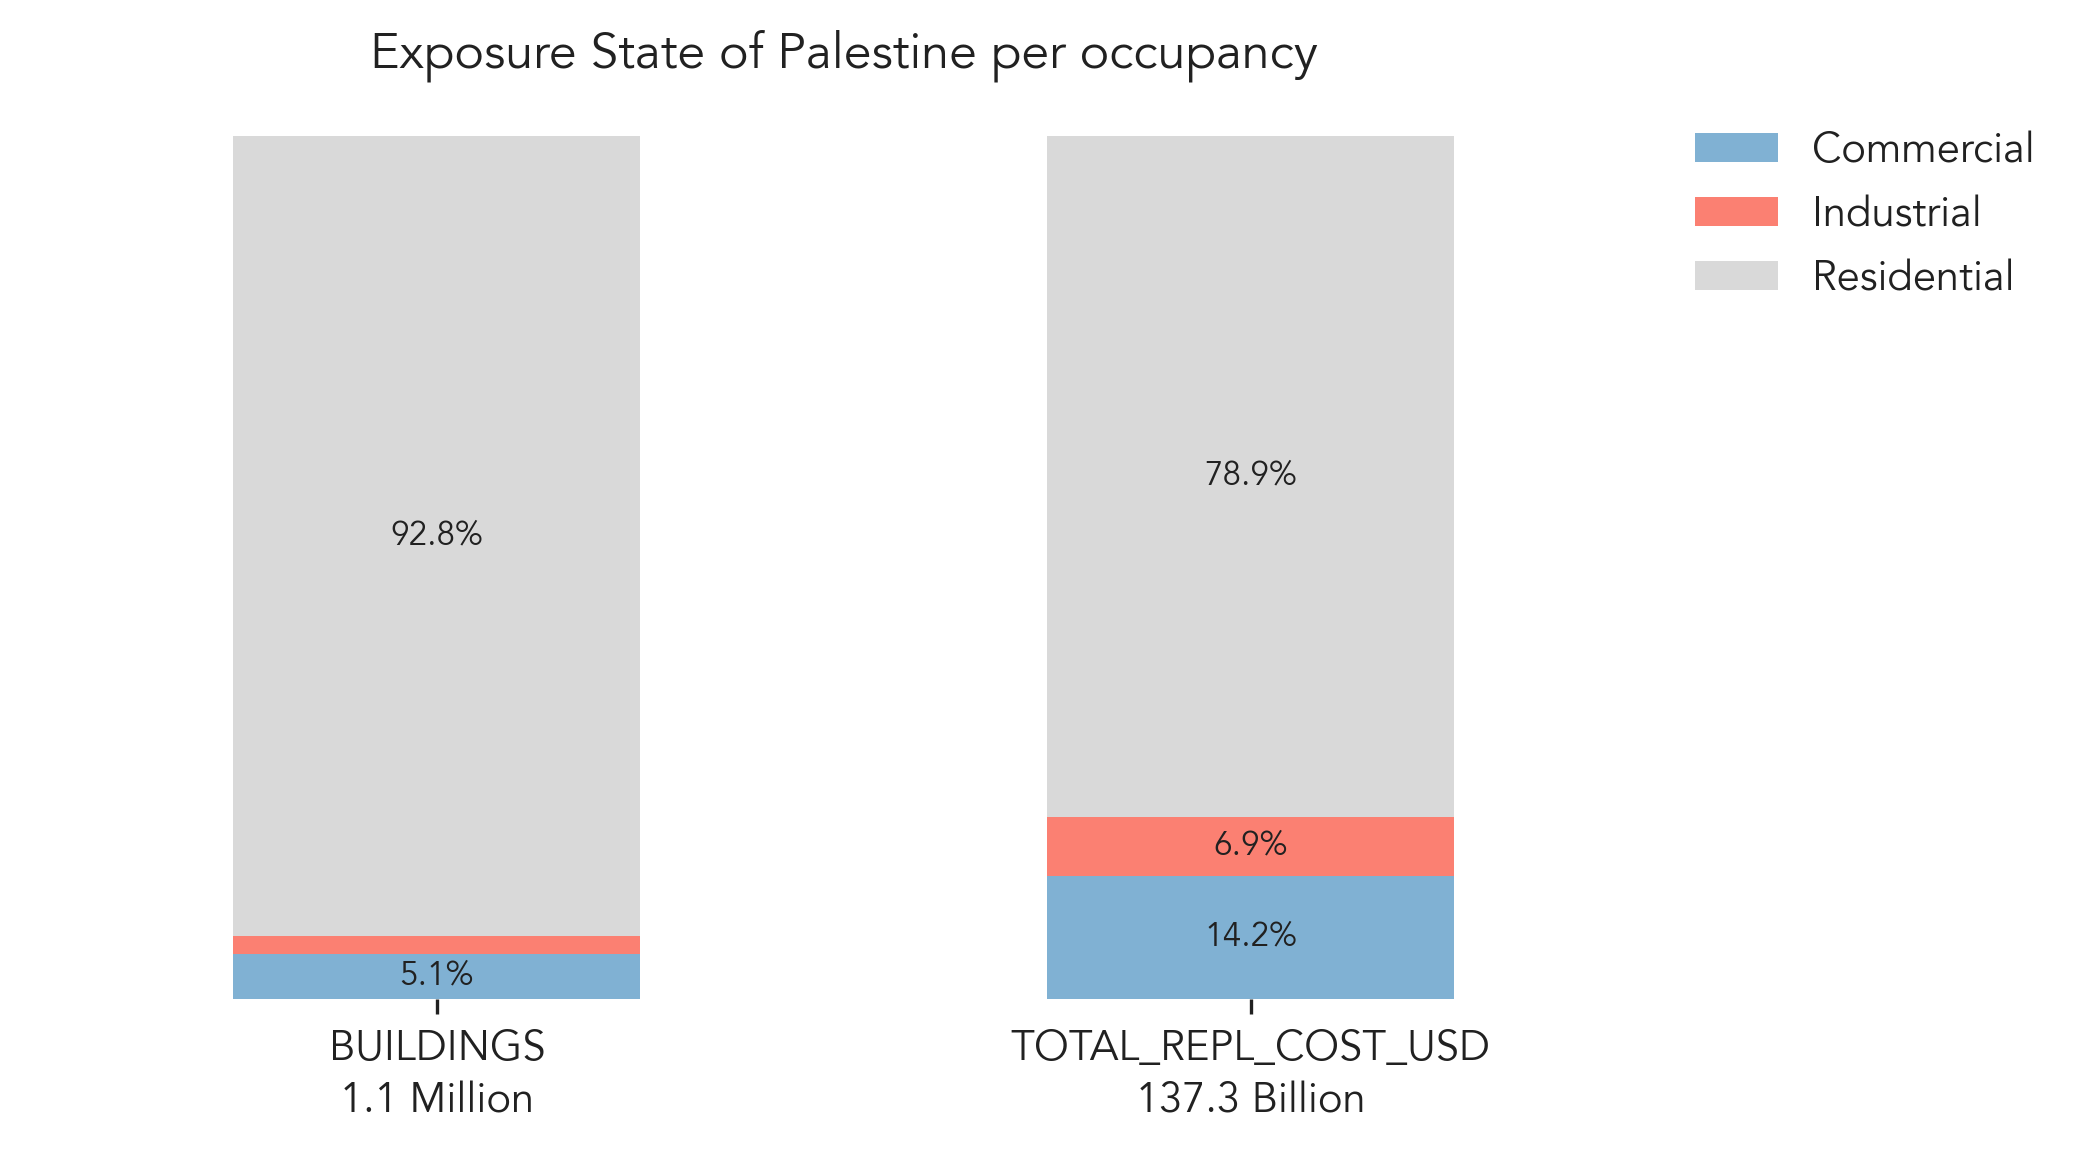 Exposure State of Palestine per occupancy
Commercial
Industrial
Residential
92.8%
5.1%
78.9%
6.9%
14.2%
BUILDINGS
1.1 Million
TOTAL_REPL_COST_USD
137.3 Billion